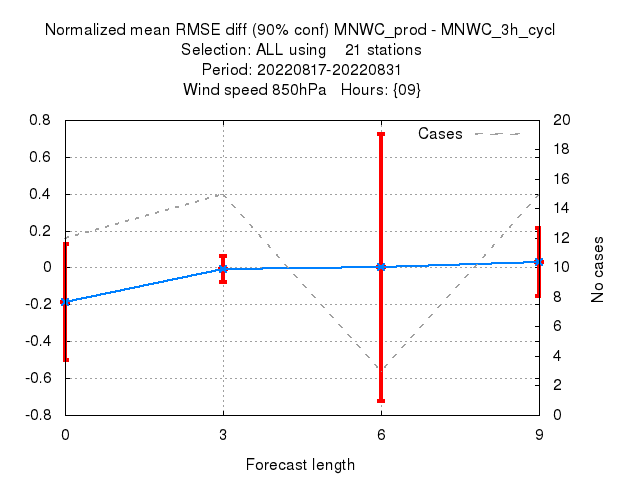 Normalized mean RMSE diff (90% conf) MNWC_prod - MNWC_3h_cycl
Selection: ALL using    21 stations
Period: 20220817-20220831
Wind speed 850hPa   Hours: {09}
Cases
0.8
0.6
0.4
0.2
0
-0.2
-0.4
-0.6
-0.8
20
18
16
14
12
10
8
6
4
2
0
No cases
0 3 6 9
Forecast length